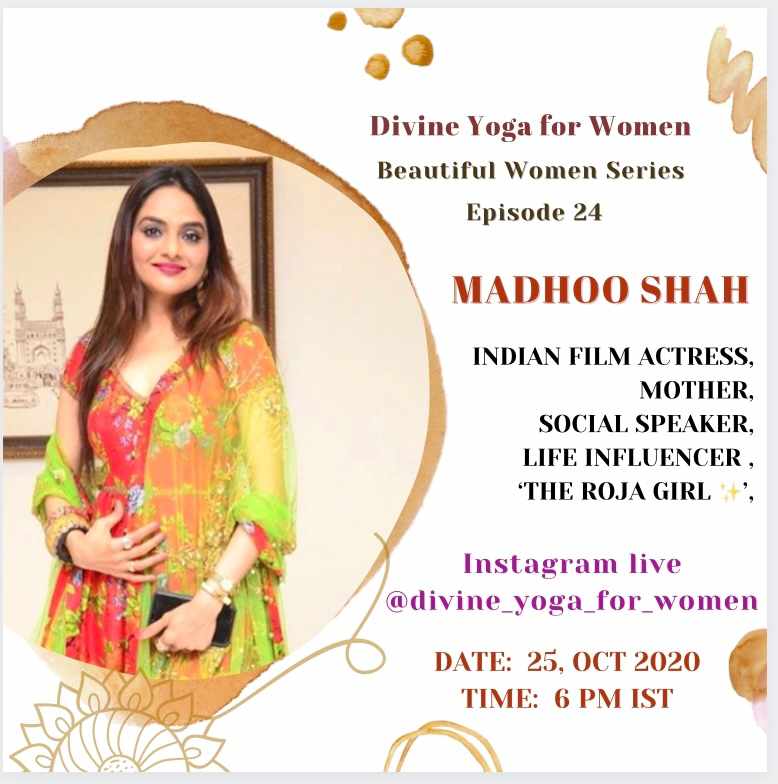 Divine Yoga for Women
Beautiful Women Series
Episode 24
MADHOO SHAH
INDIAN FILM ACTRESS,
MOTHER,
SOCIAL SPEAKER,
LIFE INFLUENCER ,
‘THE ROJA GIRL ✨’,
Instagram live
@divine_yoga_for_women
DATE: 25, OCT 2020
TIME: 6 PM IST